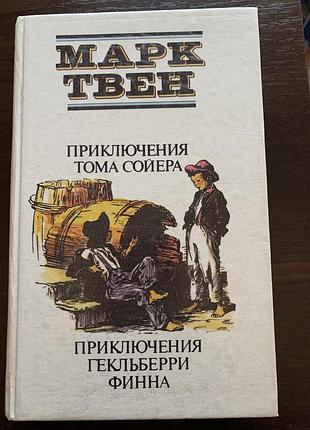 МАРК
ТВЕН
ПРИКЛЮЧЕНИЯ
ТОМА СОЙЕРА
ПРИКЛЮЧЕНИЯ
ГЕКЛЬБЕРРИ
ФИННА